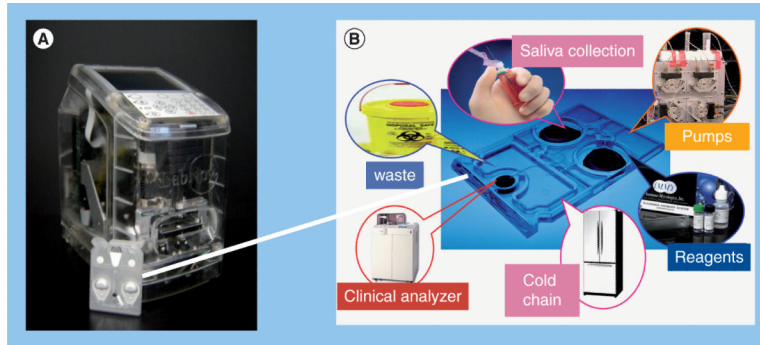 A
B
Saliva collection
Pumps
waste
Reagents
Clinical analyzer
Cold
chain